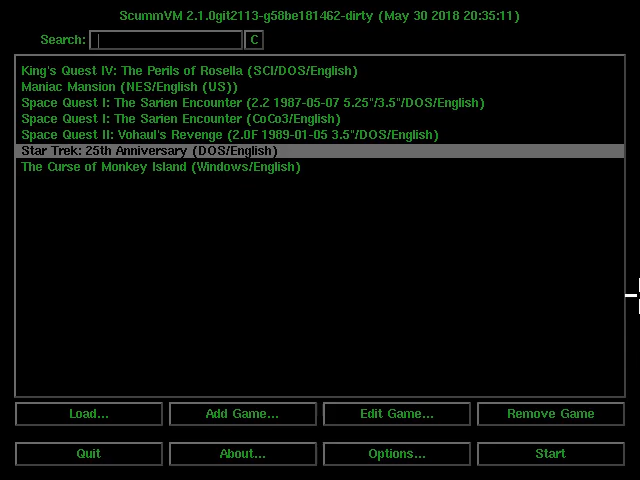 ScummVM 2.1.0git2113-g58be181462-dirty (May 30 2018 20:35:11)
Search: C
King's Quest IV: The Perils of Rosella (SCI/DOS/English)
Maniac Mansion (NES/English (US))
Space Quest I: The Sarien Encounter (2.2 1987-05-07 5.25"/3.5"/DOS/English)
Space Quest I: The Sarien Encounter (CoCo3/English)
Space Quest II: Vohaul's Revenge (2.0F 1989-01-05 3.5"/DOS/English)
Star Trek: 25th Anniversary (DOS/English)
The Curse of Monkey Island (Windows/English)
Load... Add Game... Edit Game... Remove Game
Quit About... Options... Start